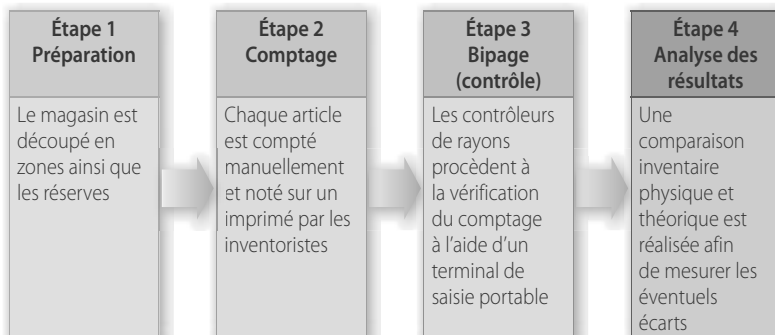 Étape 1
Préparation
Le magasin est
découpé en
zones ainsi que
les réserves
Étape 2
Comptage
Chaque article
est compté
manuellement
et noté sur un
imprimé par les
inventoristes
Étape 3
Bipage
(contrôle)
Les contrôleurs
de rayons
procèdent à
la vérification
du comptage
à l’aide d’un
terminal de
saisie portable
Étape 4
Analyse des
résultats
Une
comparaison
inventaire
physique et
théorique est
réalisée afin
de mesurer les
éventuels
écarts